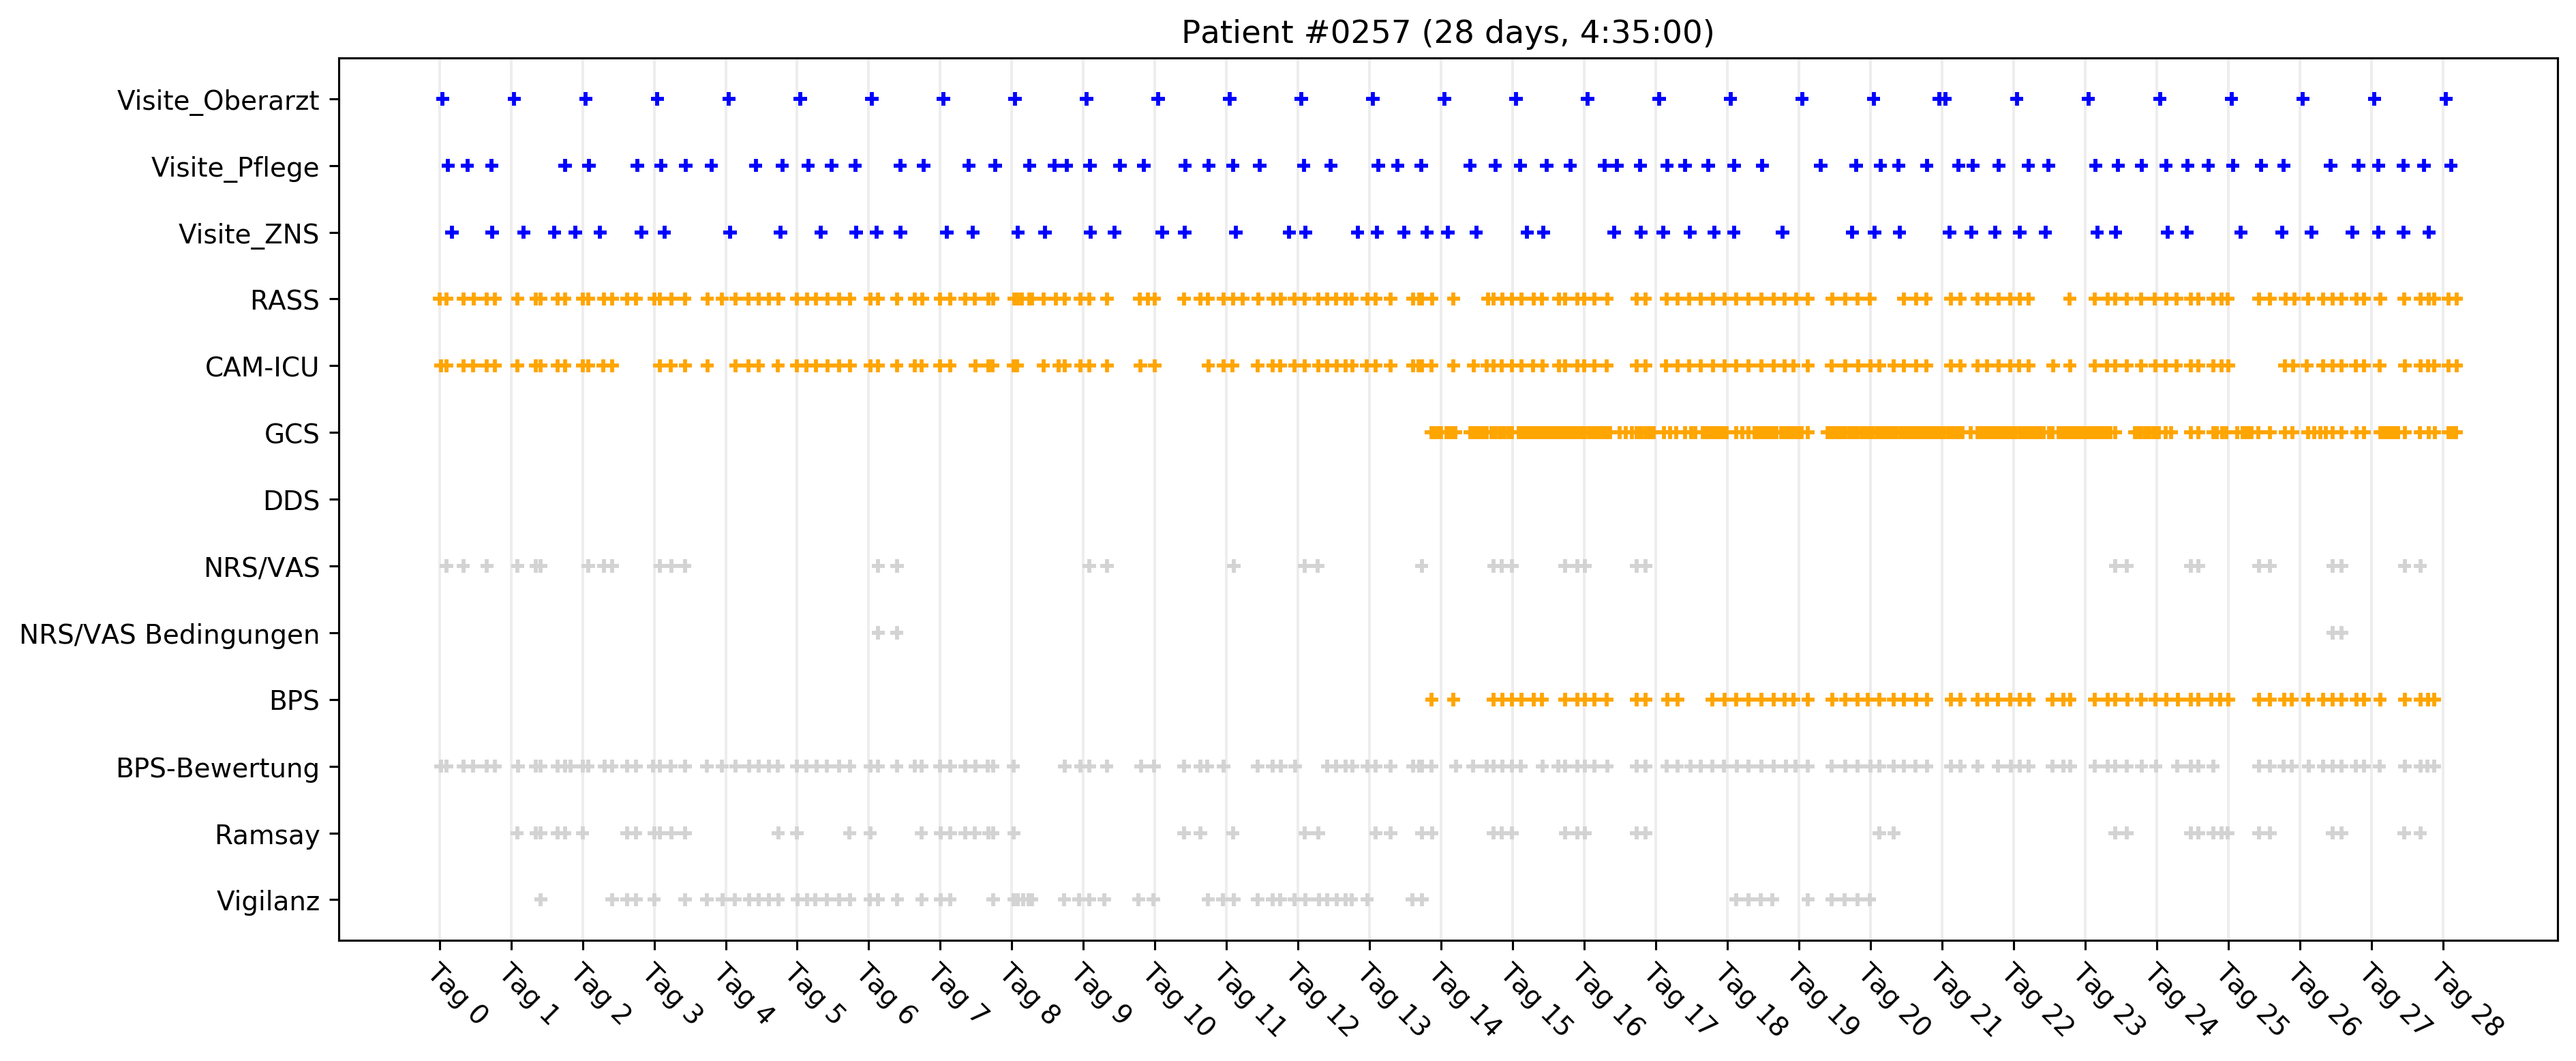 Patient #0257 (28 days, 4:35:00)
Visite_Oberarzt
Visite_Pflege
Visite_ZNS
RASS
CAM-ICU
GCS
DDS
NRS/VAS
NRS/VAS Bedingungen
BPS
BPS-Bewertung
Ramsay
Vigilanz
Tag 0
Tag 1
Tag 2
Tag 3
Tag 4
Tag 5
Tag 6
Tag 7
Tag 8
Tag 9
Tag 10
Tag 11
Tag 12
Tag 13
Tag 14
Tag 15
Tag 16
Tag 17
Tag 18
Tag 19
Tag 20
Tag 21
Tag 22
Tag 23
Tag 24
Tag 25
Tag 26
Tag 27
Tag 28